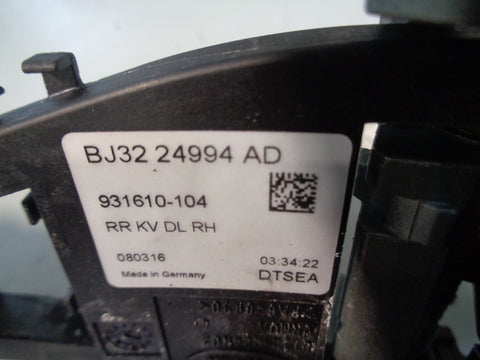 BJ32 24994 AD
931610-104
RR KV DL RH
080316 03:34:22
Made in Germany DTSEA